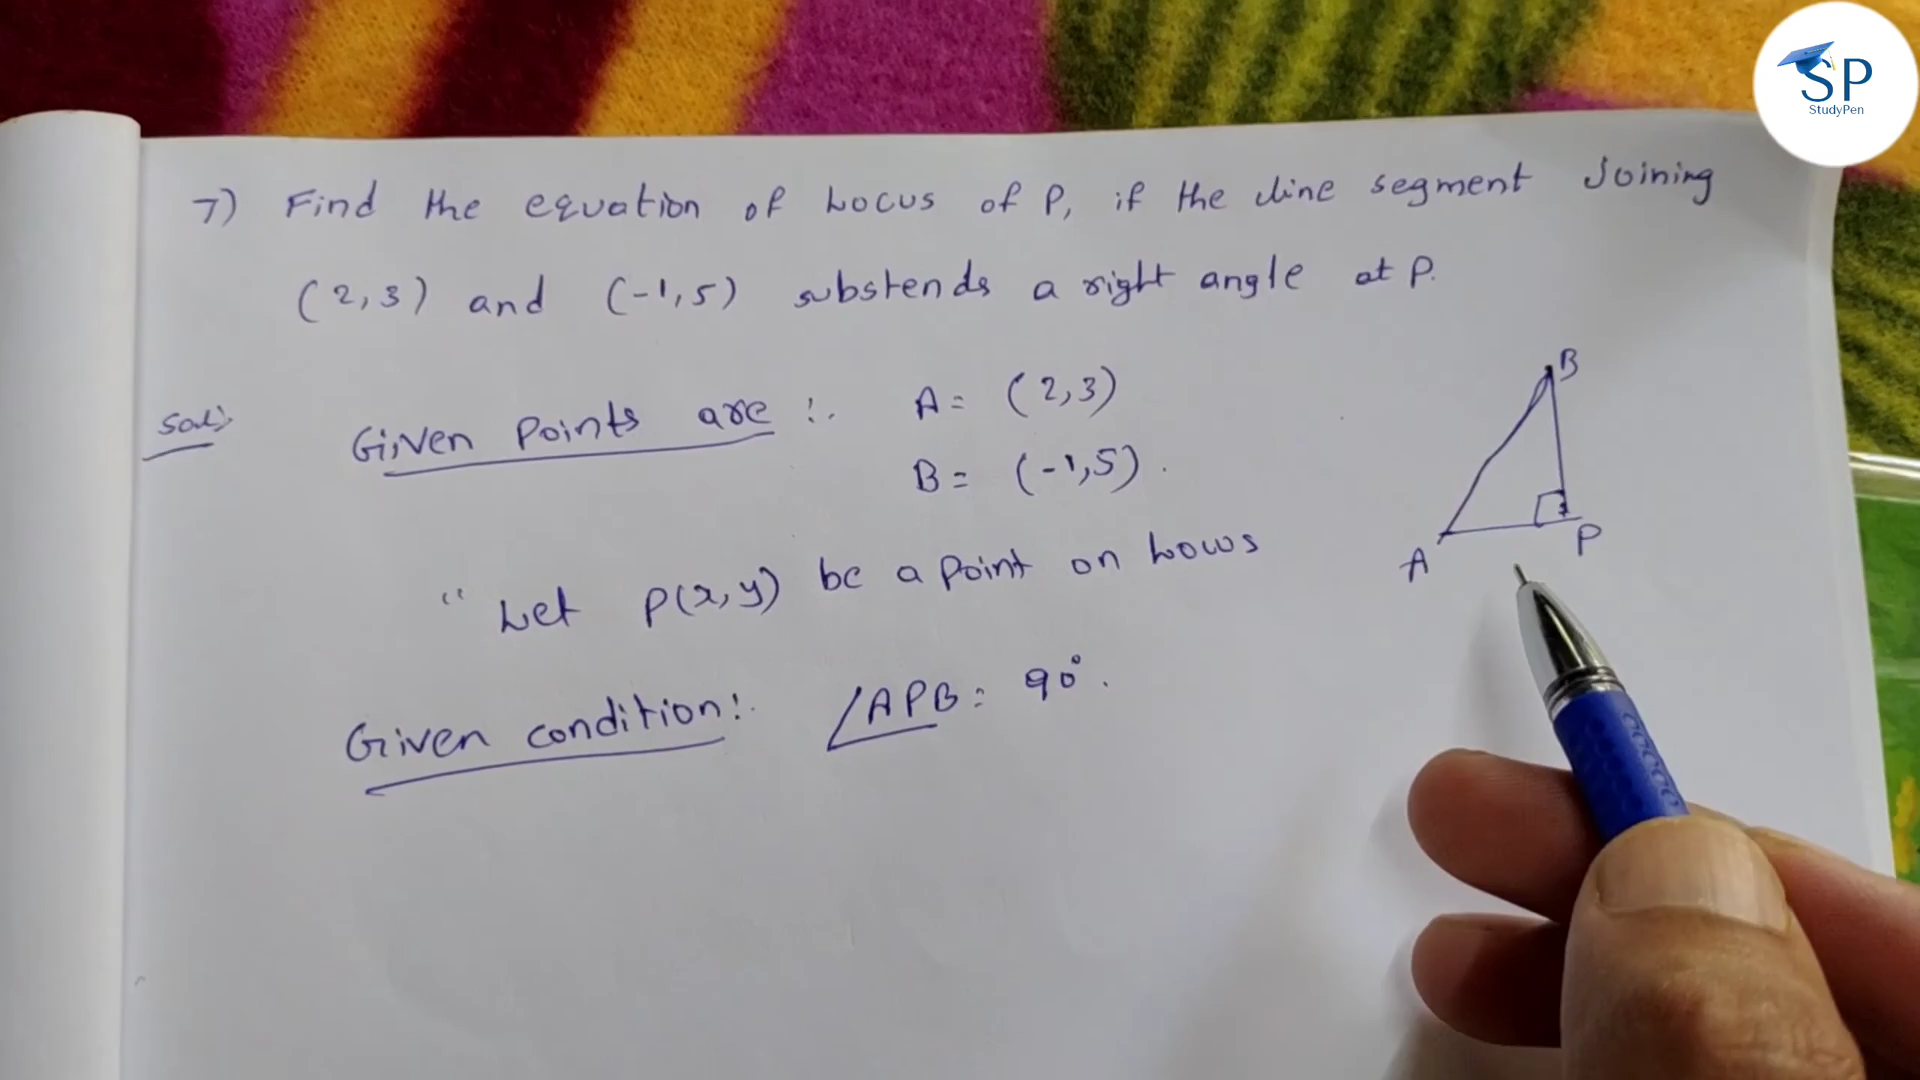 SP
StudyPen
7) Find the equation of Locus of P, if the line segment Joining
(2,3) and (-1,5) substends a right angle at P.
Sol:
Given Points are :. A = (2,3)
B = (-1,5).
"Let P(x,y) be a point on Locus
Given condition:. ∠APB = 90°.
B
A
P